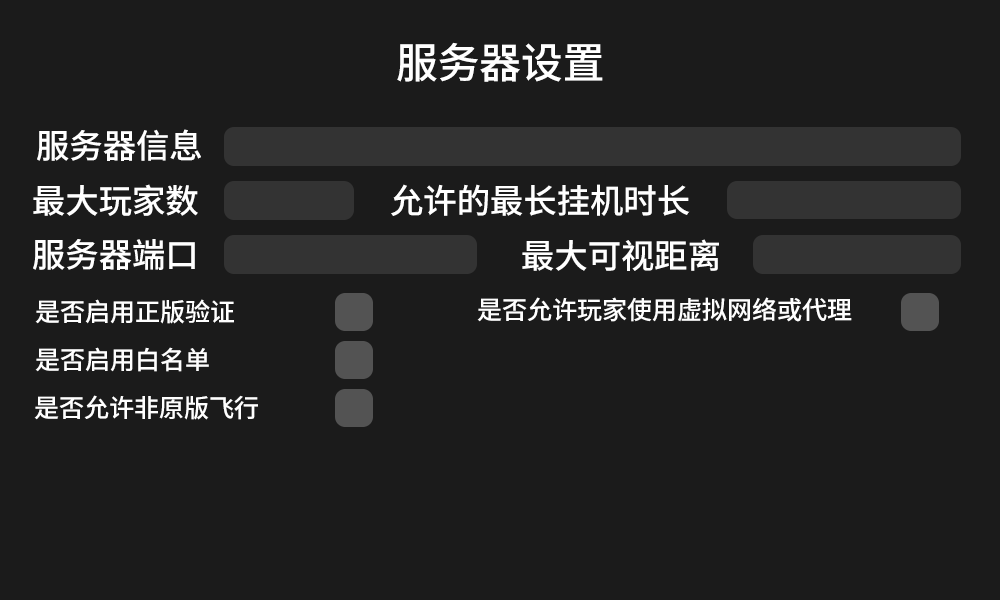 服务器设置
服务器信息
最大玩家数 允许的最长挂机时长
服务器端口 最大可视距离
是否启用正版验证 是否允许玩家使用虚拟网络或代理
是否启用白名单
是否允许非原版飞行